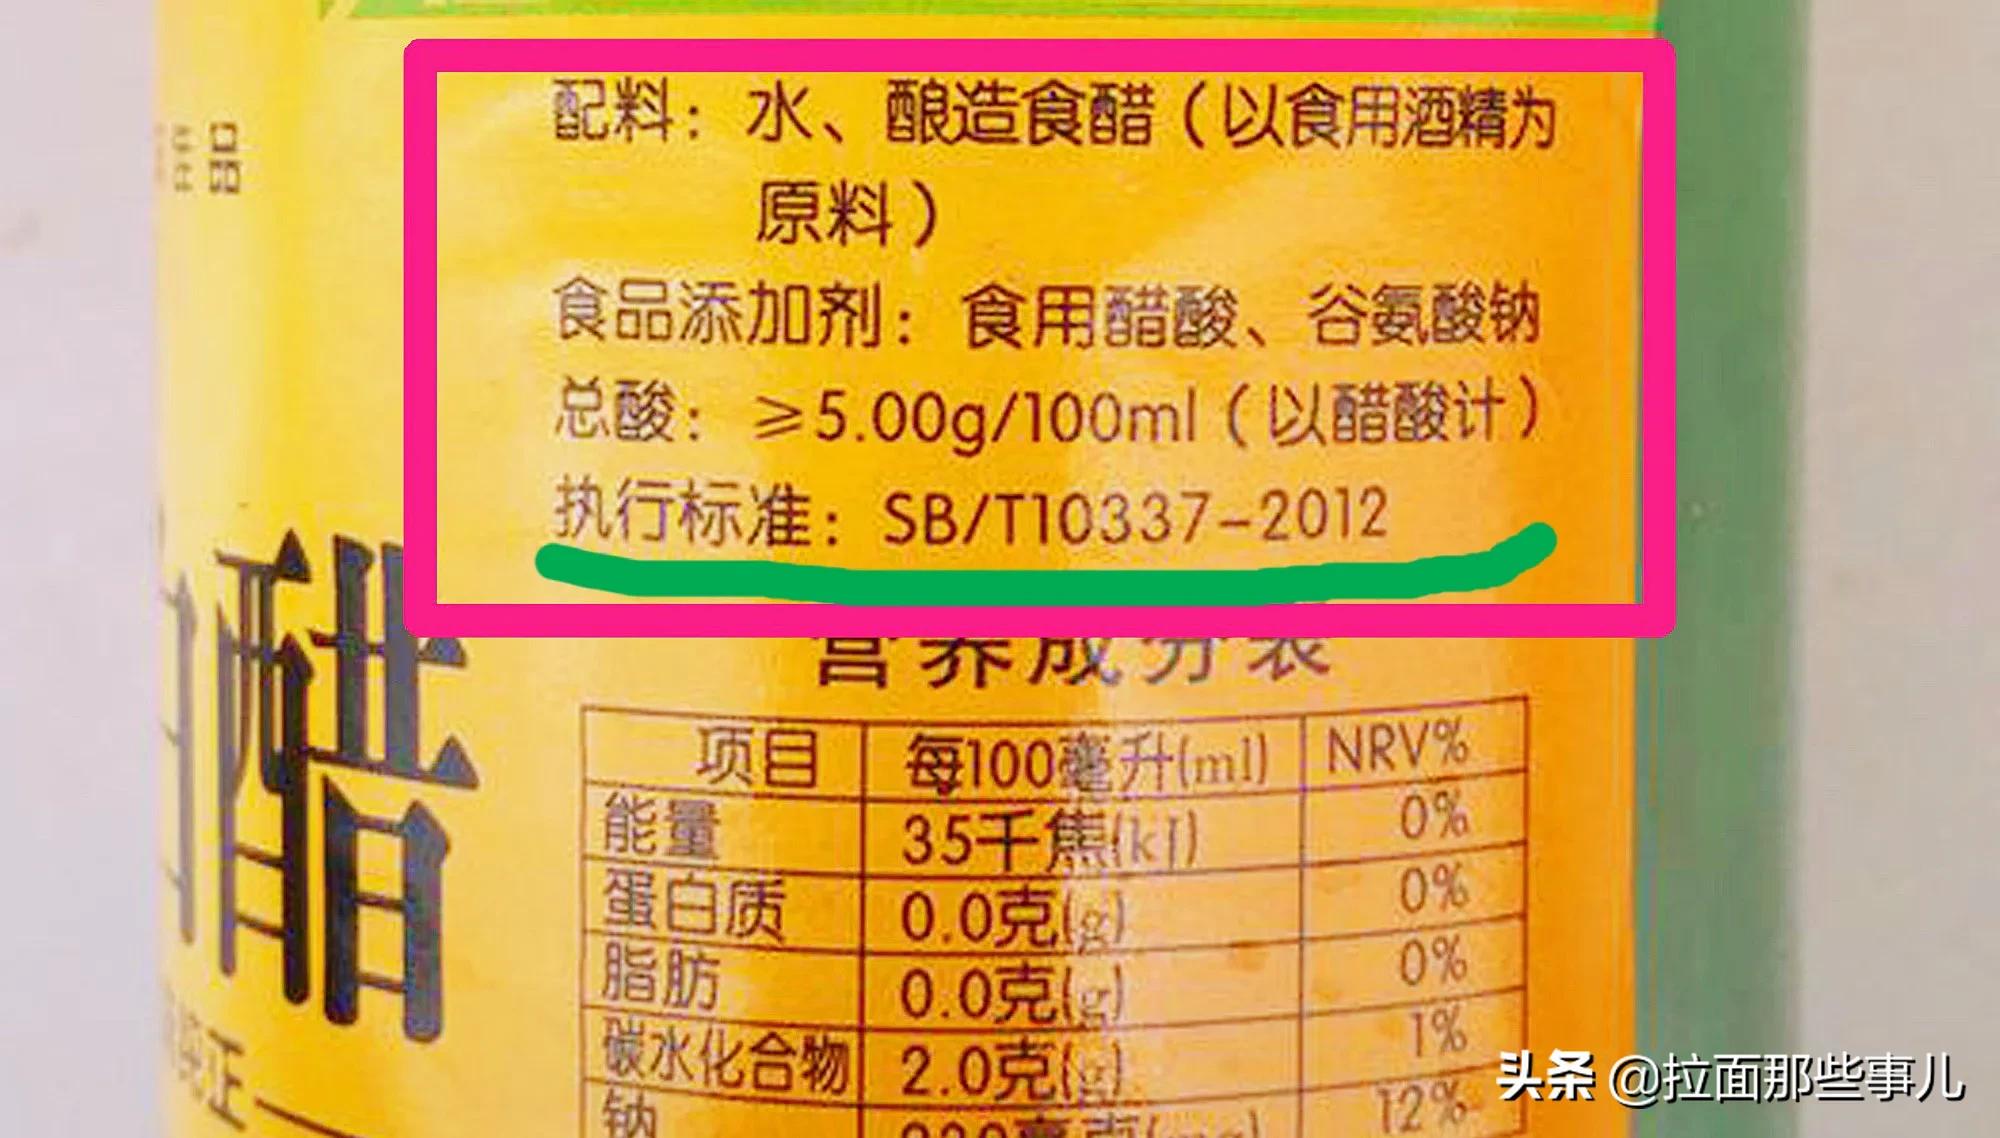 配料：水、酿造食醋（以食用酒精为
原料）
食品添加剂：食用醋酸、谷氨酸钠
总酸：≥5.00g/100ml（以醋酸计）
执行标准：SB/T10337-2012
品
白醋
纯正
营养成分表
项目 每100毫升(ml) NRV%
能量 35千焦(kJ) 0%
蛋白质 0.0克(g) 0%
脂肪 0.0克(g) 0%
碳水化合物 2.0克(g) 1%
钠 12%
头条 @拉面那些事儿